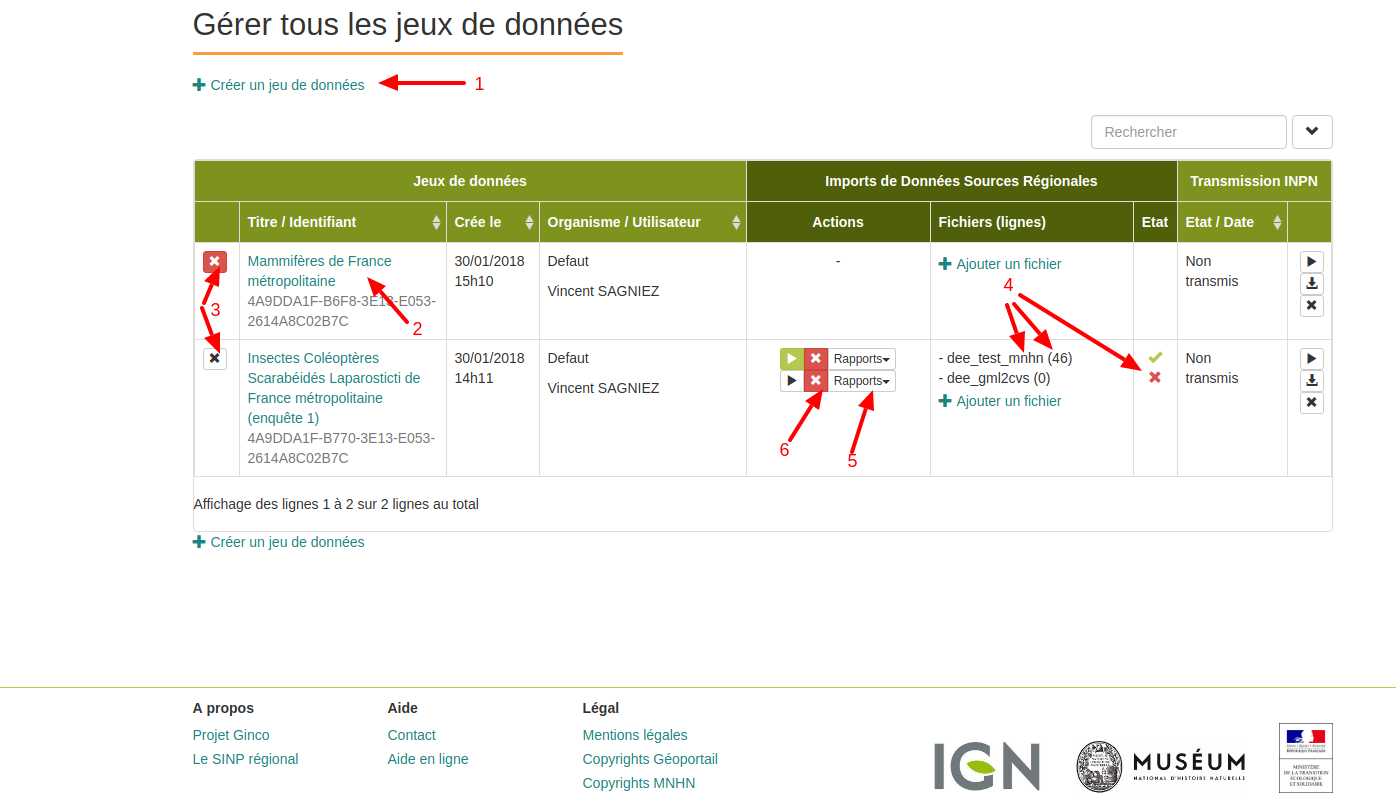 Gérer tous les jeux de données
Créer un jeu de données 1
Rechercher
Jeux de données Imports de Données Sources Régionales Transmission INPN
Titre / Identifiant Crée le Organisme / Utilisateur Actions Fichiers (lignes) Etat Etat / Date
Mammifères de France métropolitaine
4A9DDA1F-B6F8-3E13-E053-
2614A8C02B7C
30/01/2018
15h10
Defaut
Vincent SAGNIEZ
-
Ajouter un fichier
Non
transmis
3
2
4
Insectes Coléoptères
Scarabéidés Laparosticti de
France métropolitaine
(enquête 1)
4A9DDA1F-B770-3E13-E053-
2614A8C02B7C
30/01/2018
14h11
Defaut
Vincent SAGNIEZ
Rapports
Rapports
- dee_test_mnhn (46)
- dee_gml2cvs (0)
Ajouter un fichier
Non
transmis
6
5
Affichage des lignes 1 à 2 sur 2 lignes au total
Créer un jeu de données
A propos
Projet Ginco
Le SINP régional
Aide
Contact
Aide en ligne
Légal
Mentions légales
Copyrights Géoportail
Copyrights MNHN
IGN
MUSÉUM
NATIONAL D'HISTOIRE NATURELLE
RÉPUBLIQUE FRANÇAISE
MINISTÈRE
DE LA TRANSITION
ÉCOLOGIQUE
ET SOLIDAIRE